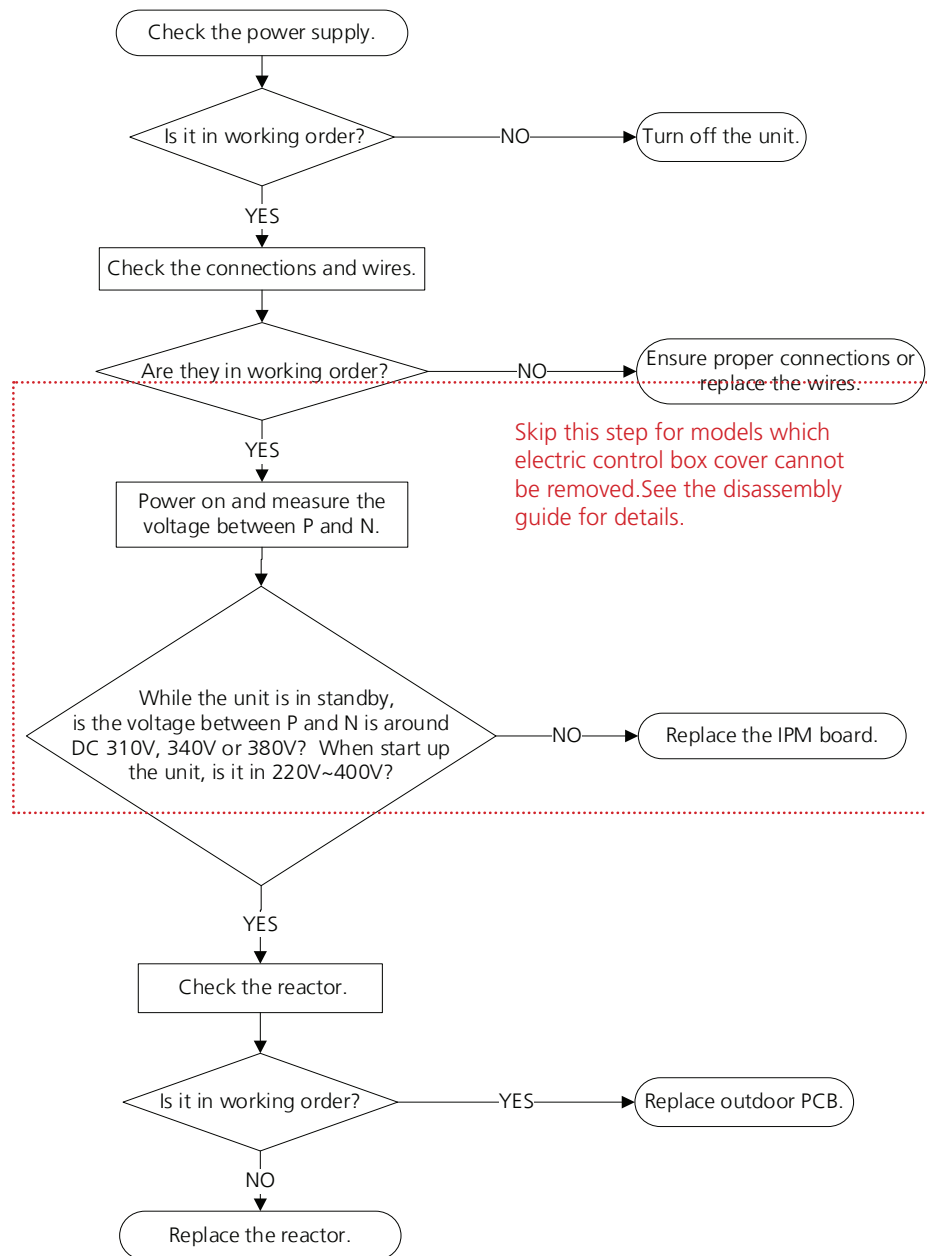 Check the power supply.
Is it in working order?
NO
Turn off the unit.
YES
Check the connections and wires.
Are they in working order?
NO
Ensure proper connections or
replace the wires.
YES
Skip this step for models which
electric control box cover cannot
be removed.See the disassembly
guide for details.
Power on and measure the
voltage between P and N.
While the unit is in standby,
is the voltage between P and N is around
DC 310V, 340V or 380V? When start up
the unit, is it in 220V~400V?
NO
Replace the IPM board.
YES
Check the reactor.
Is it in working order?
YES
Replace outdoor PCB.
NO
Replace the reactor.